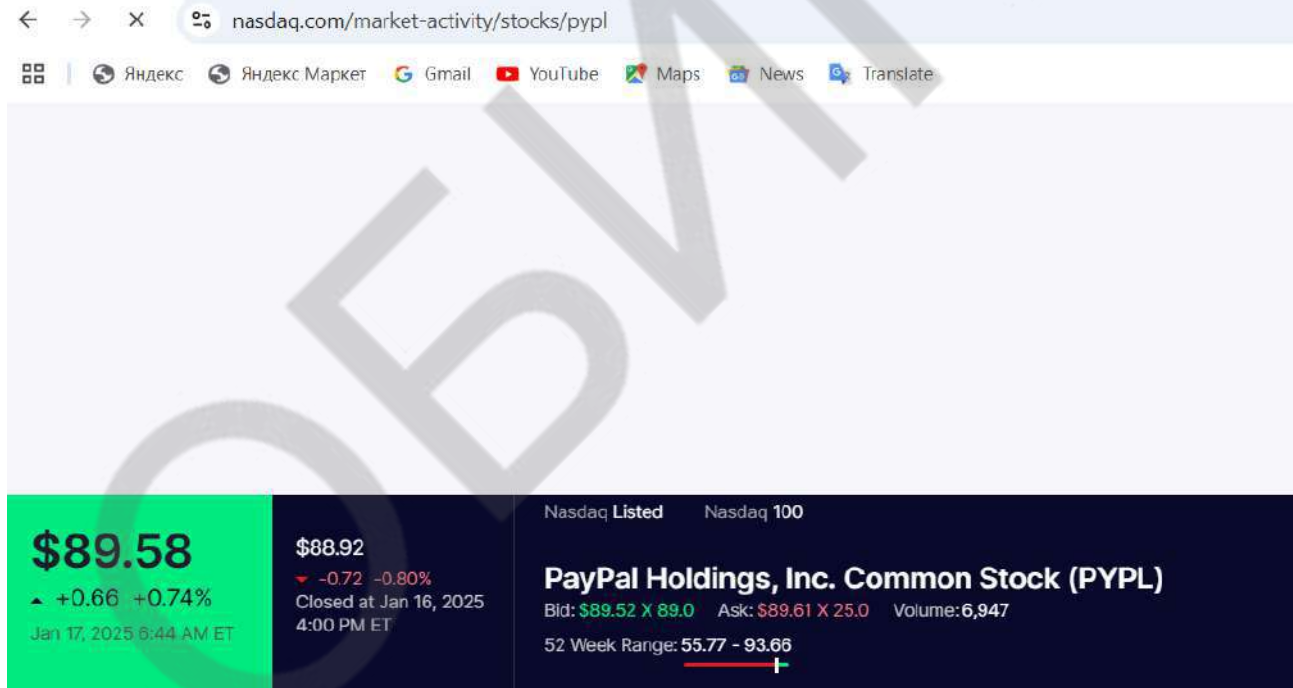 nasdaq.com/market-activity/stocks/pypl
Яндекс Яндекс Маркет Gmail YouTube Maps News Translate
ОБИ
$89.58
+0.66 +0.74%
Jan 17, 2025 6:44 AM ET
$88.92
-0.72 -0.80%
Closed at Jan 16, 2025
4:00 PM ET
Nasdaq Listed Nasdaq 100
PayPal Holdings, Inc. Common Stock (PYPL)
Bid: $89.52 X 89.0 Ask: $89.61 X 25.0 Volume: 6,947
52 Week Range: 55.77 - 93.66